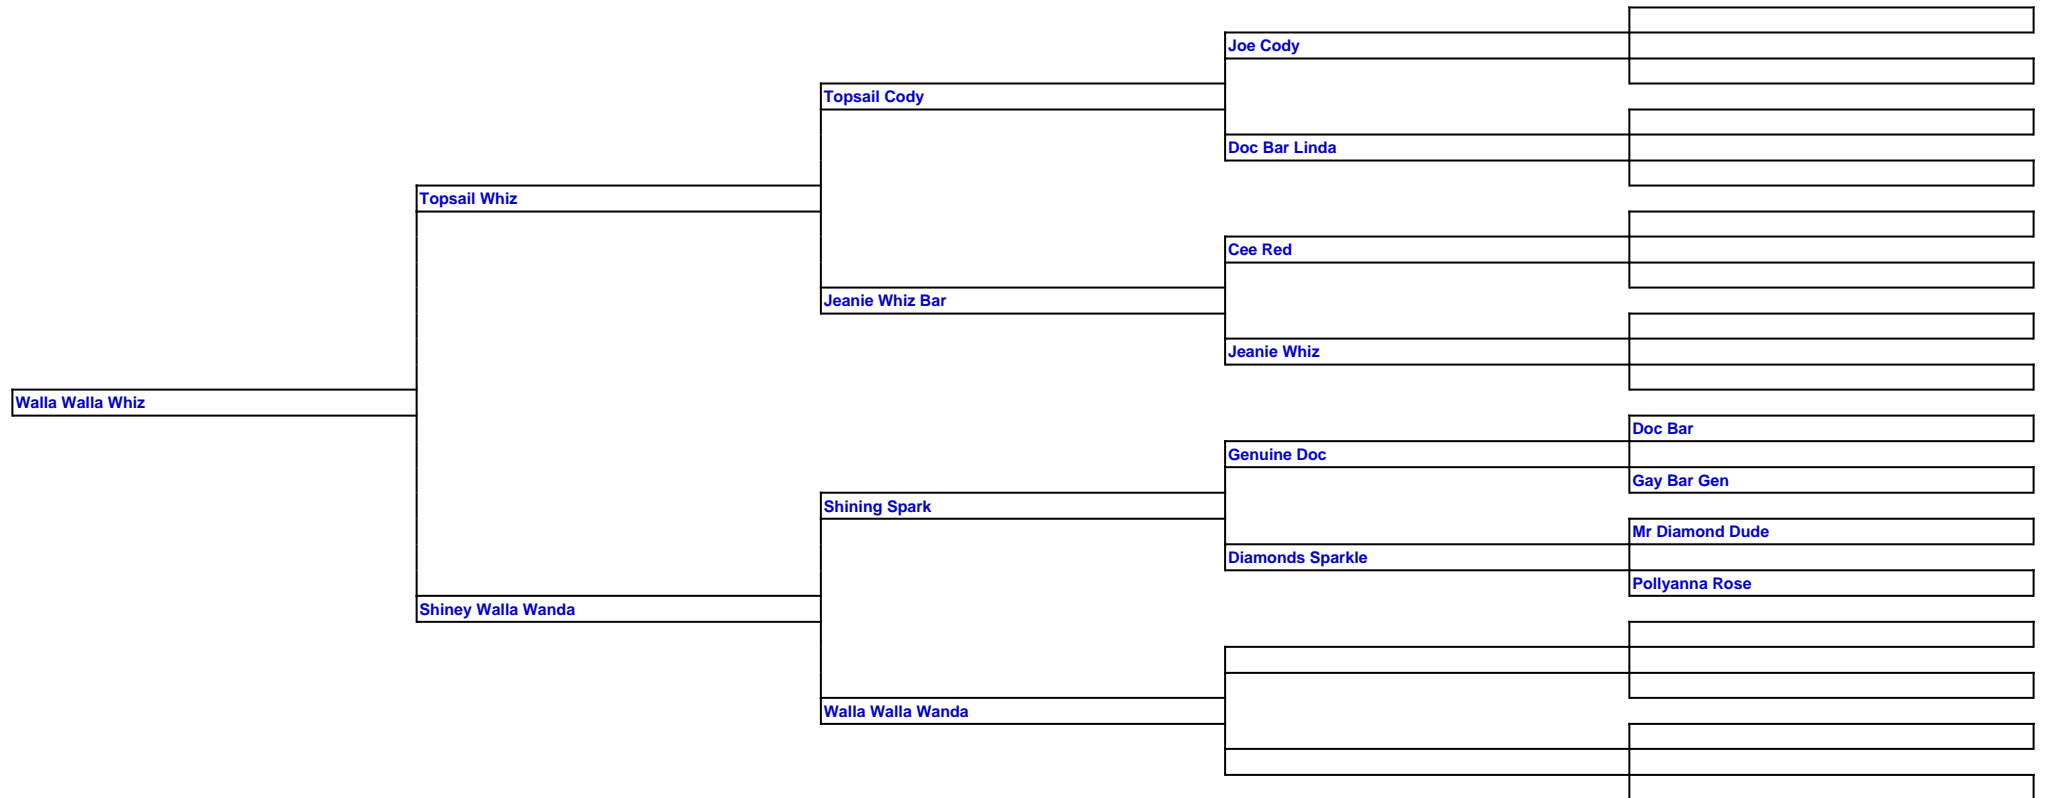 Joe Cody
Topsail Cody
Doc Bar Linda
Topsail Whiz
Cee Red
Jeanie Whiz Bar
Jeanie Whiz
Walla Walla Whiz
Doc Bar
Genuine Doc
Gay Bar Gen
Shining Spark
Mr Diamond Dude
Diamonds Sparkle
Pollyanna Rose
Shiney Walla Wanda
Walla Walla Wanda